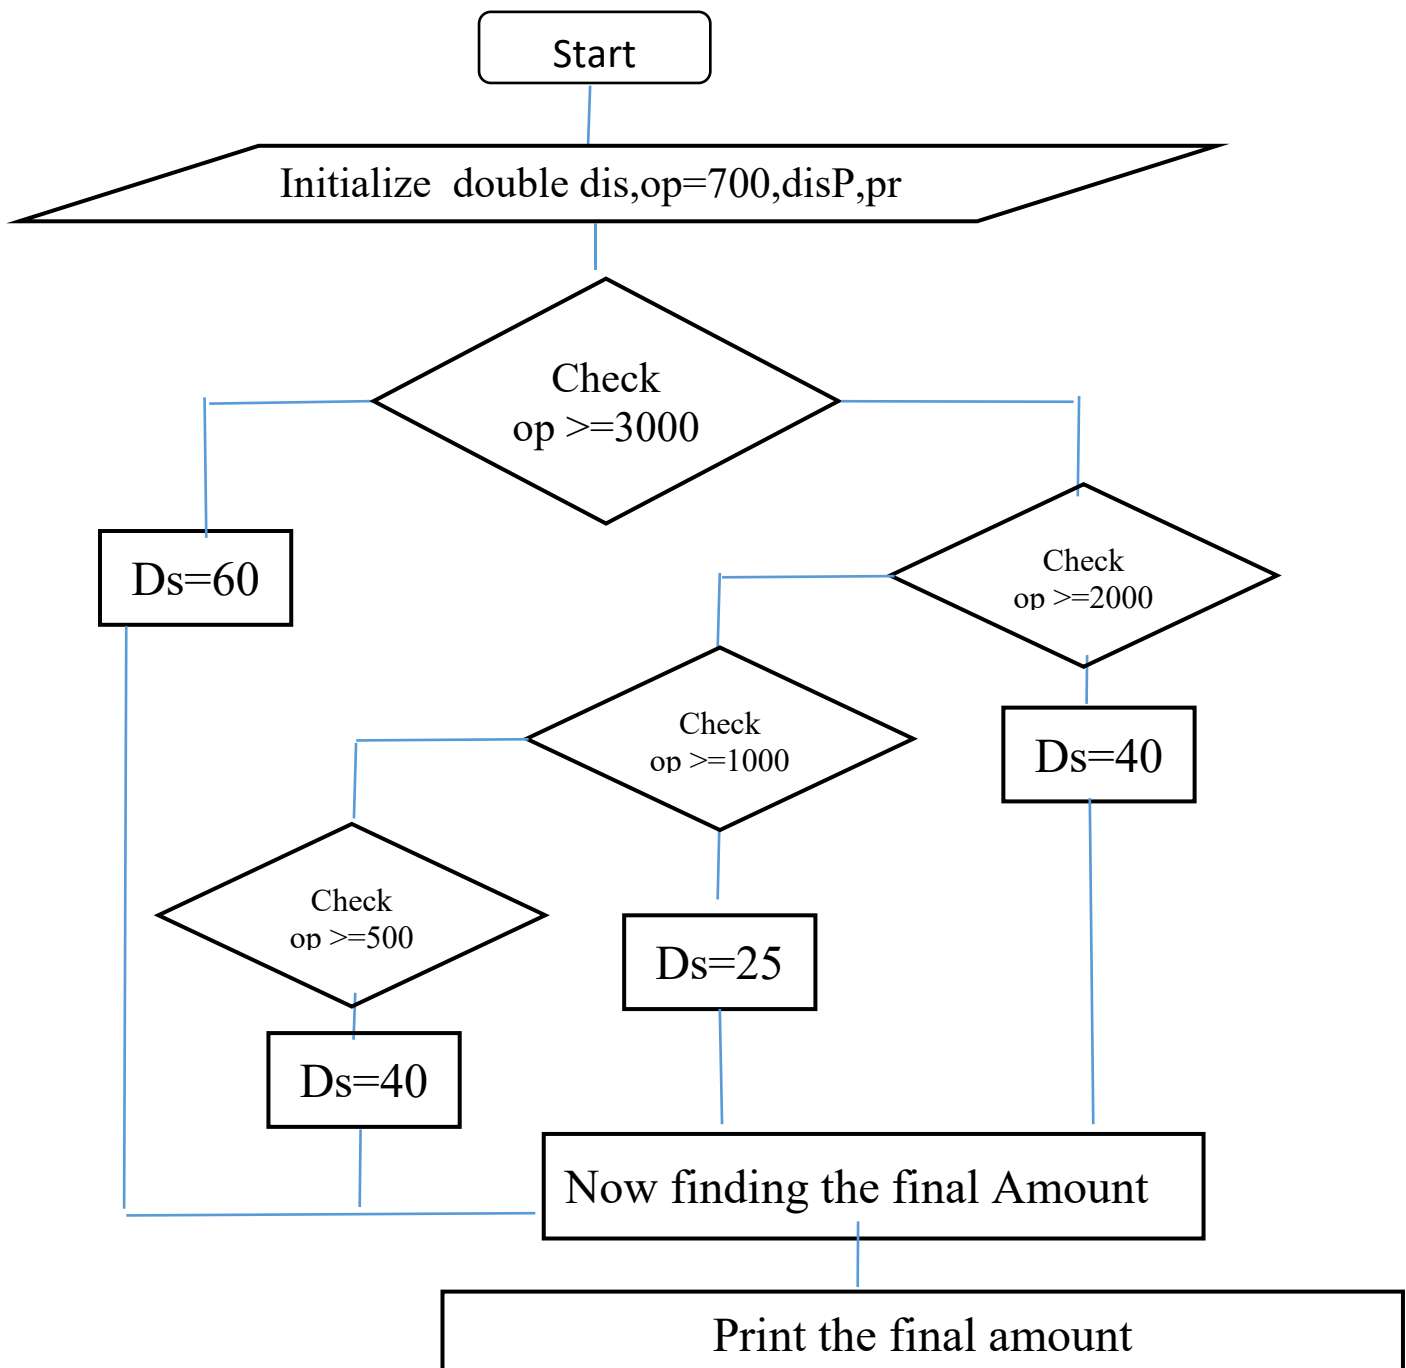 Start
Initialize  double dis,op=700,disP,pr
Check
op >=3000
Ds=60
Check
op >=2000
Check
op >=1000
Ds=40
Check
op >=500
Ds=25
Ds=40
Now finding the final Amount
Print the final amount